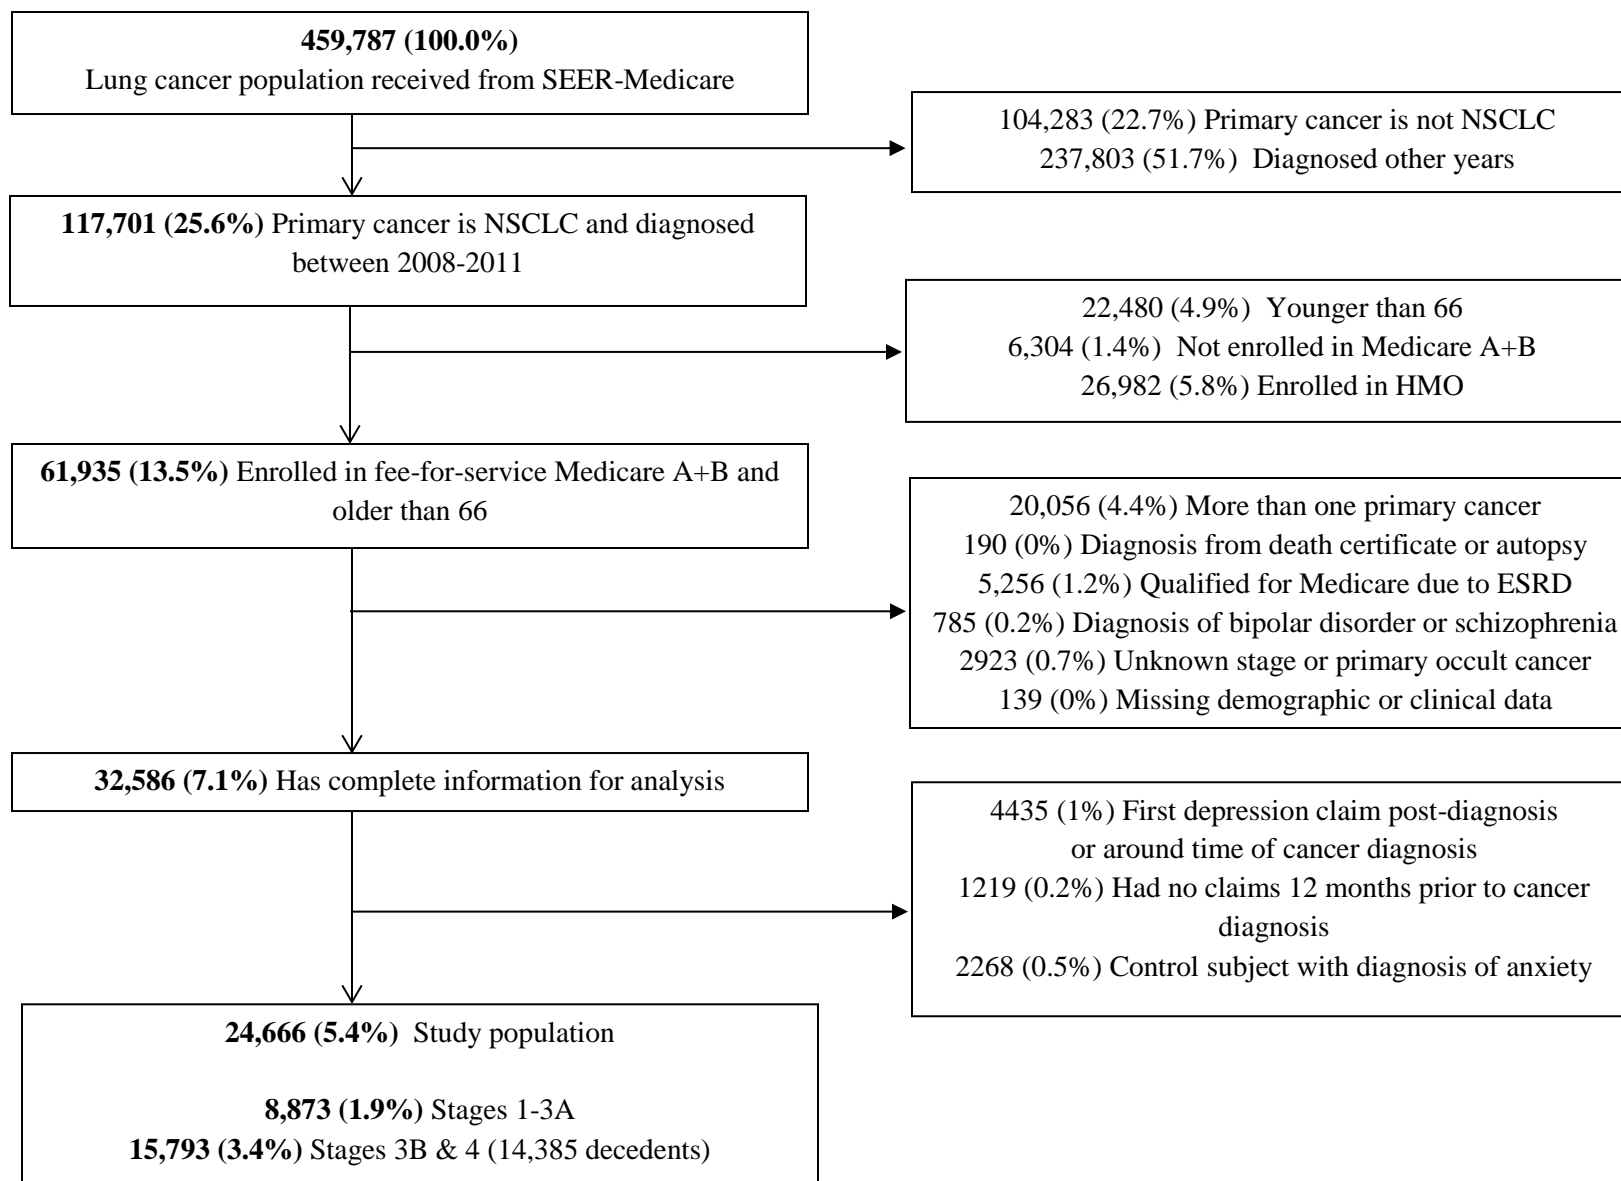 459,787 (100.0%)
Lung cancer population received from SEER-Medicare
104,283 (22.7%) Primary cancer is not NSCLC
237,803 (51.7%) Diagnosed other years
117,701 (25.6%) Primary cancer is NSCLC and diagnosed
between 2008-2011
22,480 (4.9%) Younger than 66
6,304 (1.4%) Not enrolled in Medicare A+B
26,982 (5.8%) Enrolled in HMO
61,935 (13.5%) Enrolled in fee-for-service Medicare A+B and
older than 66
20,056 (4.4%) More than one primary cancer
190 (0%) Diagnosis from death certificate or autopsy
5,256 (1.2%) Qualified for Medicare due to ESRD
785 (0.2%) Diagnosis of bipolar disorder or schizophrenia
2923 (0.7%) Unknown stage or primary occult cancer
139 (0%) Missing demographic or clinical data
32,586 (7.1%) Has complete information for analysis
4435 (1%) First depression claim post-diagnosis
or around time of cancer diagnosis
1219 (0.2%) Had no claims 12 months prior to cancer
diagnosis
2268 (0.5%) Control subject with diagnosis of anxiety
24,666 (5.4%) Study population
8,873 (1.9%) Stages 1-3A
15,793 (3.4%) Stages 3B & 4 (14,385 decedents)